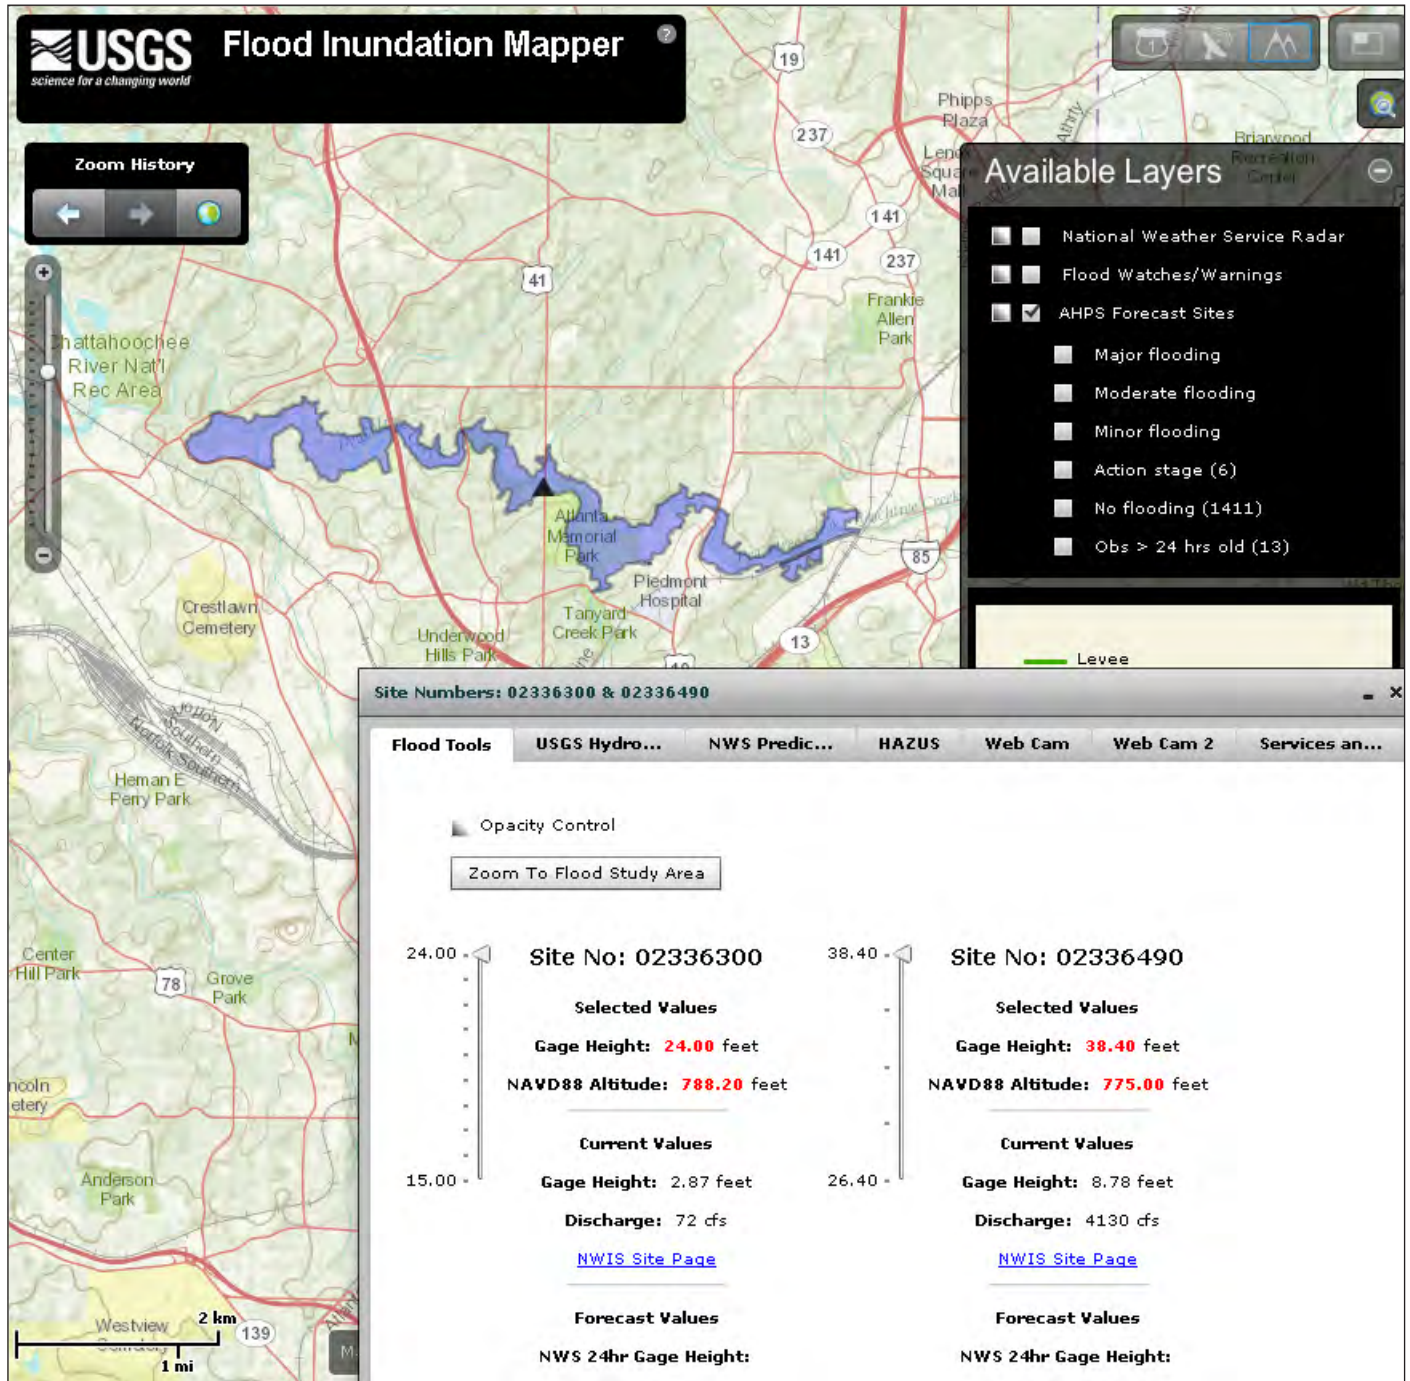 USGS
science for a changing world
Flood Inundation Mapper
?
Zoom History
19
237
Phipps
Plaza
Square
141
141
237
41
Frankie
Allen
Park
Briarwood
Recreation
Center
Available Layers
National Weather Service Radar
Flood Watches/Warnings
AHPS Forecast Sites
Major flooding
Moderate flooding
Minor flooding
Action stage (6)
No flooding (1411)
Obs > 24 hrs old (13)
Levee
Chattahoochee
River Nat'l
Rec Area
Atlanta
Memorial
Park
85
Piedmont
Hospital
Tanyard
Creek Park
13
Crestlawn
Cemetery
Underwood
Hills Park
Norfolk Southern
Heman E
Perry Park
Center
Hill Park
78
Grove
Park
Anderson
Park
Westview
2 km
139
1 mi
Site Numbers: 02336300 & 02336490
Flood Tools
USGS Hydro...
NWS Predic...
HAZUS
Web Cam
Web Cam 2
Services an...
Opacity Control
Zoom To Flood Study Area
24.00
15.00
Site No: 02336300
Selected Values
Gage Height: 24.00 feet
NAVD88 Altitude: 788.20 feet
Current Values
Gage Height: 2.87 feet
Discharge: 72 cfs
NWIS Site Page
Forecast Values
NWS 24hr Gage Height:
38.40
26.40
Site No: 02336490
Selected Values
Gage Height: 38.40 feet
NAVD88 Altitude: 775.00 feet
Current Values
Gage Height: 8.78 feet
Discharge: 4130 cfs
NWIS Site Page
Forecast Values
NWS 24hr Gage Height: